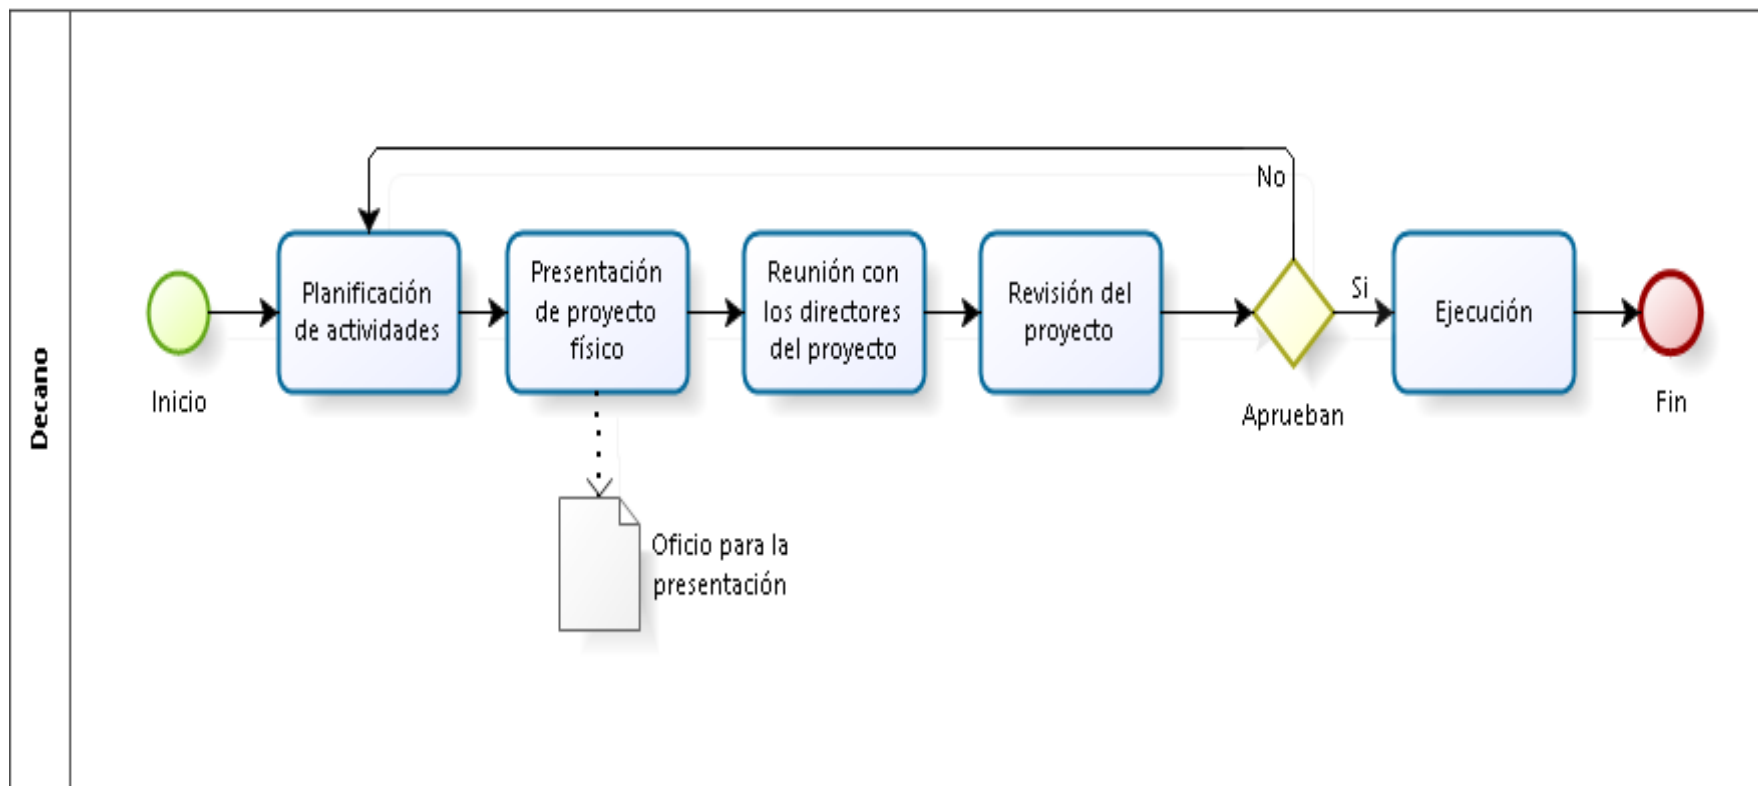 Decano
Inicio
Planificación
de actividades
Presentación
de proyecto
físico
Oficio para la
presentación
Reunión con
los directores
del proyecto
Revisión del
proyecto
No
Aprueban
Si
Ejecución
Fin